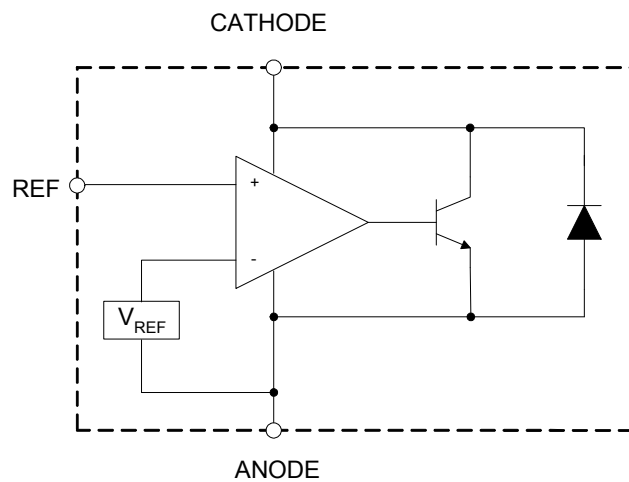 CATHODE
REF
+
-
VREF
ANODE